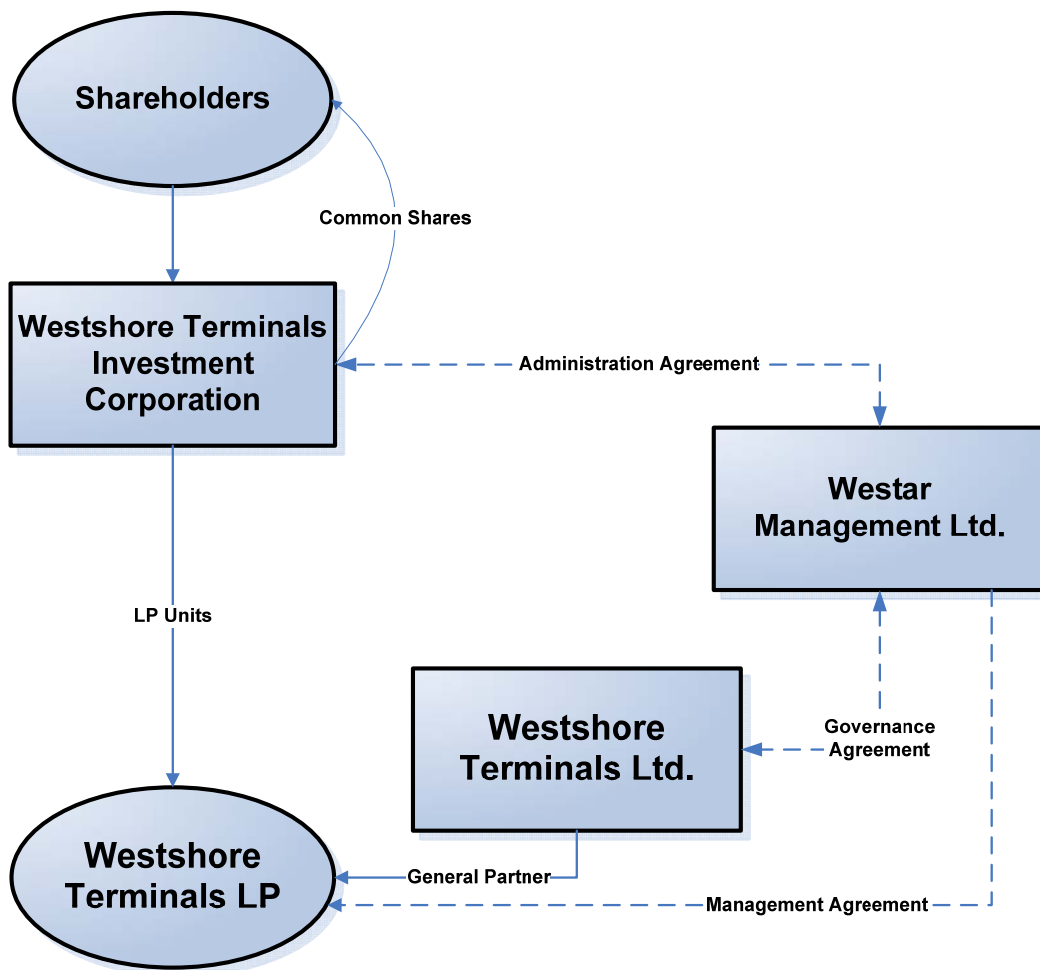 Shareholders
Common Shares
Westshore Terminals
Investment
Corporation
Administration Agreement
Westar
Management Ltd.
LP Units
Westshore
Terminals Ltd.
Governance
Agreement
Westshore
Terminals LP
General Partner
Management Agreement